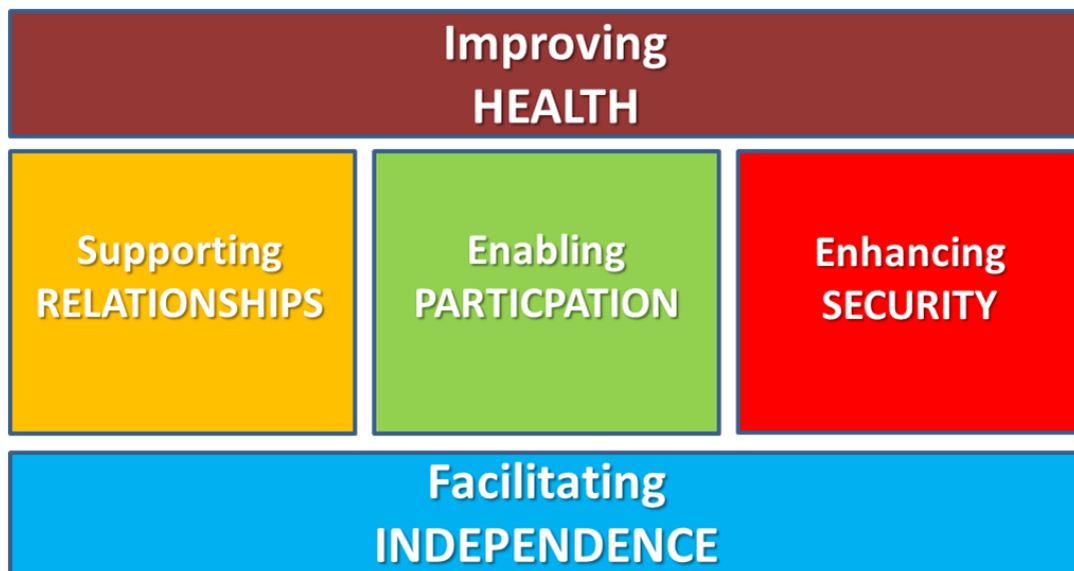 Improving
HEALTH
Supporting
RELATIONSHIPS
Enabling
PARTICPATION
Enhancing
SECURITY
Facilitating
INDEPENDENCE